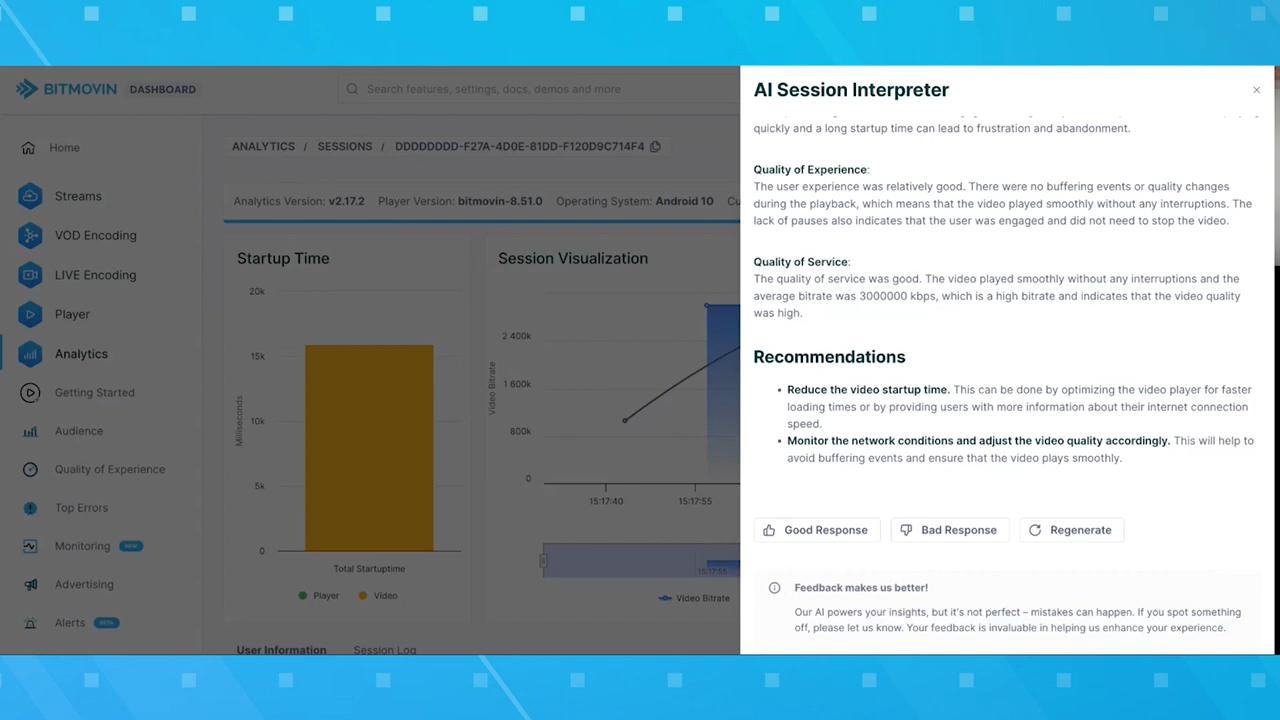 BITMOVIN DASHBOARD
Search features, settings, docs, demos and more
Home
Streams
VOD Encoding
LIVE Encoding
Player
Analytics
Getting Started
Audience
Quality of Experience
Top Errors
Monitoring NEW
Advertising
Alerts BETA
ANALYTICS / SESSIONS / DDDDDDDD-F27A-4D0E-81DD-F120D9C714F4
Analytics Version: v2.17.2 Player Version: bitmovin-8.51.0 Operating System: Android 10 Cu
Startup Time
20k
15k
10k
5k
0
Milliseconds
Total Startuptime
Player Video
Session Visualization
2 400k
1 600k
800k
0
Video Bitrate
15:17:40 15:17:55
15:17:55
Video Bitrate
User Information Session Log
AI Session Interpreter
quickly and a long startup time can lead to frustration and abandonment.
Quality of Experience:
The user experience was relatively good. There were no buffering events or quality changes
during the playback, which means that the video played smoothly without any interruptions. The
lack of pauses also indicates that the user was engaged and did not need to stop the video.
Quality of Service:
The quality of service was good. The video played smoothly without any interruptions and the
average bitrate was 3000000 kbps, which is a high bitrate and indicates that the video quality
was high.
Recommendations
• Reduce the video startup time. This can be done by optimizing the video player for faster
loading times or by providing users with more information about their internet connection
speed.
• Monitor the network conditions and adjust the video quality accordingly. This will help to
avoid buffering events and ensure that the video plays smoothly.
Good Response Bad Response Regenerate
Feedback makes us better!
Our AI powers your insights, but it's not perfect – mistakes can happen. If you spot something
off, please let us know. Your feedback is invaluable in helping us enhance your experience.